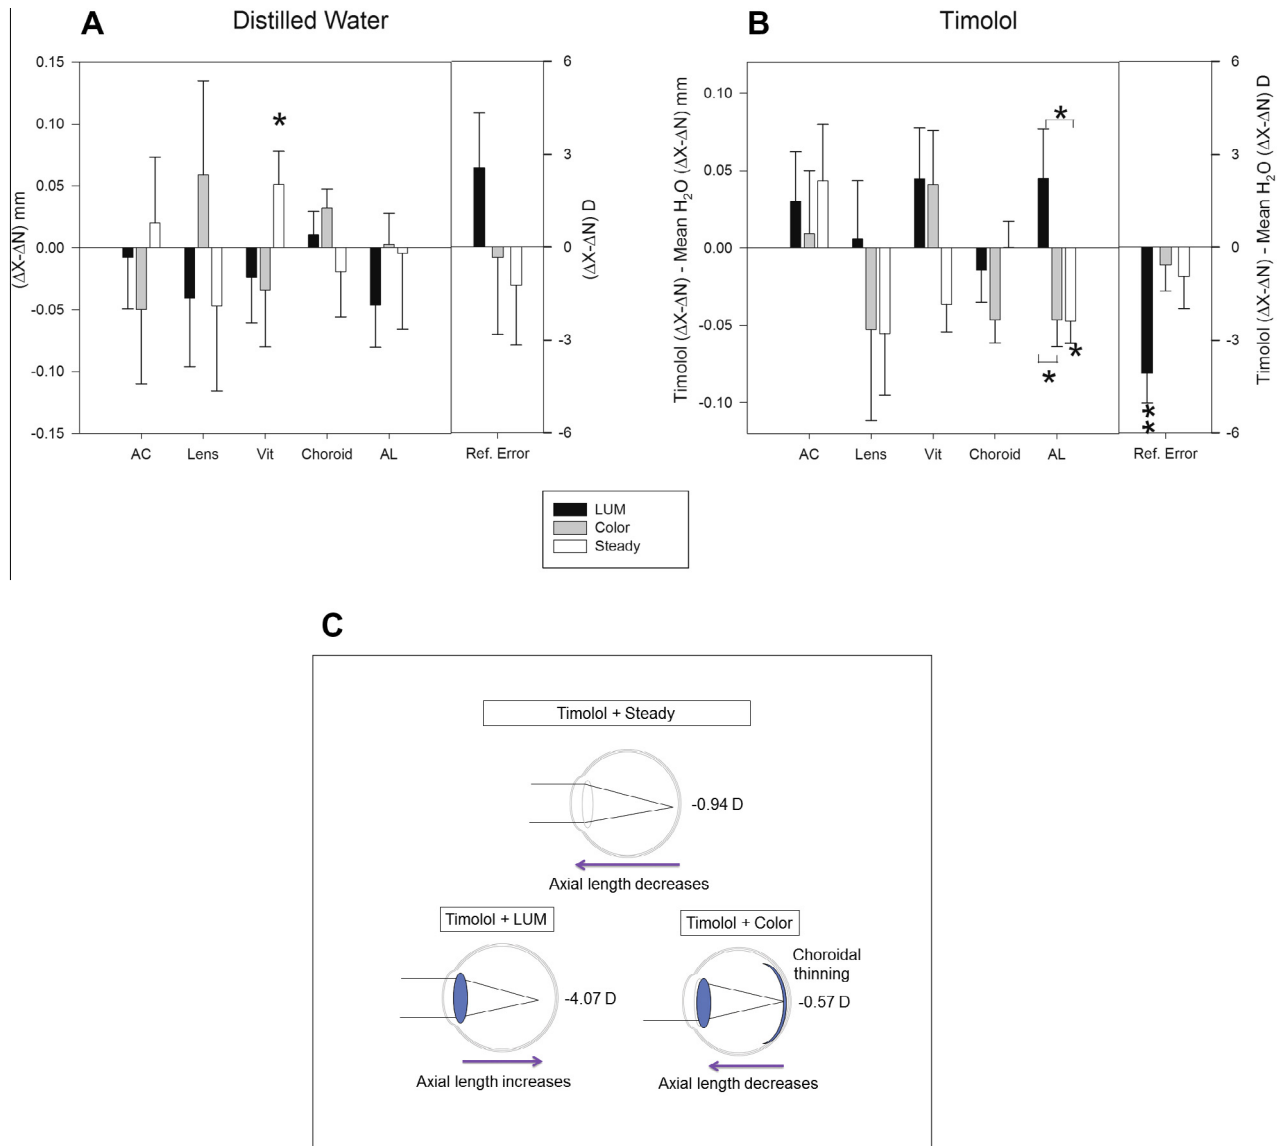 A
Distilled Water
0.15
0.10
0.05
0.00
-0.05
-0.10
-0.15
(ΔX-ΔN) mm
*
6
3
0
-3
-6
(ΔX-ΔN) D
AC
Lens
Vit
Choroid
AL
Ref. Error
B
Timolol
0.10
0.05
0.00
-0.05
-0.10
Timolol (ΔX-ΔN) - Mean H₂O (ΔX-ΔN) mm
*
*
*
*
*
6
3
0
-3
-6
Timolol (ΔX-ΔN) - Mean H₂O (ΔX-ΔN) D
AC
Lens
Vit
Choroid
AL
Ref. Error
LUM
Color
Steady
C
Timolol + Steady
-0.94 D
Axial length decreases
Timolol + LUM
-4.07 D
Axial length increases
Timolol + Color
Choroidal
thinning
-0.57 D
Axial length decreases